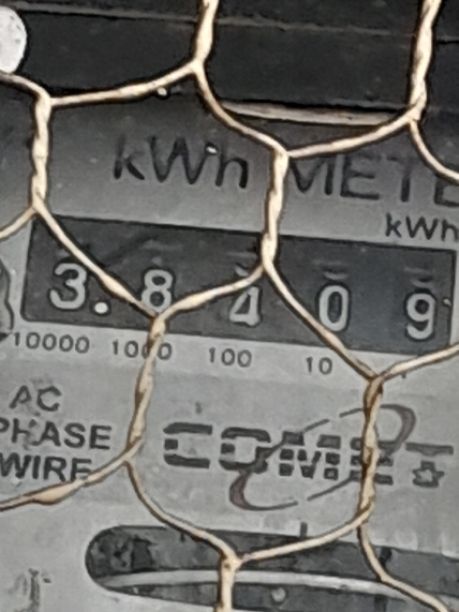 kWh METE
kWh
3.8409
10000 1000 100 10
AC
PHASE
WIRE
COMET